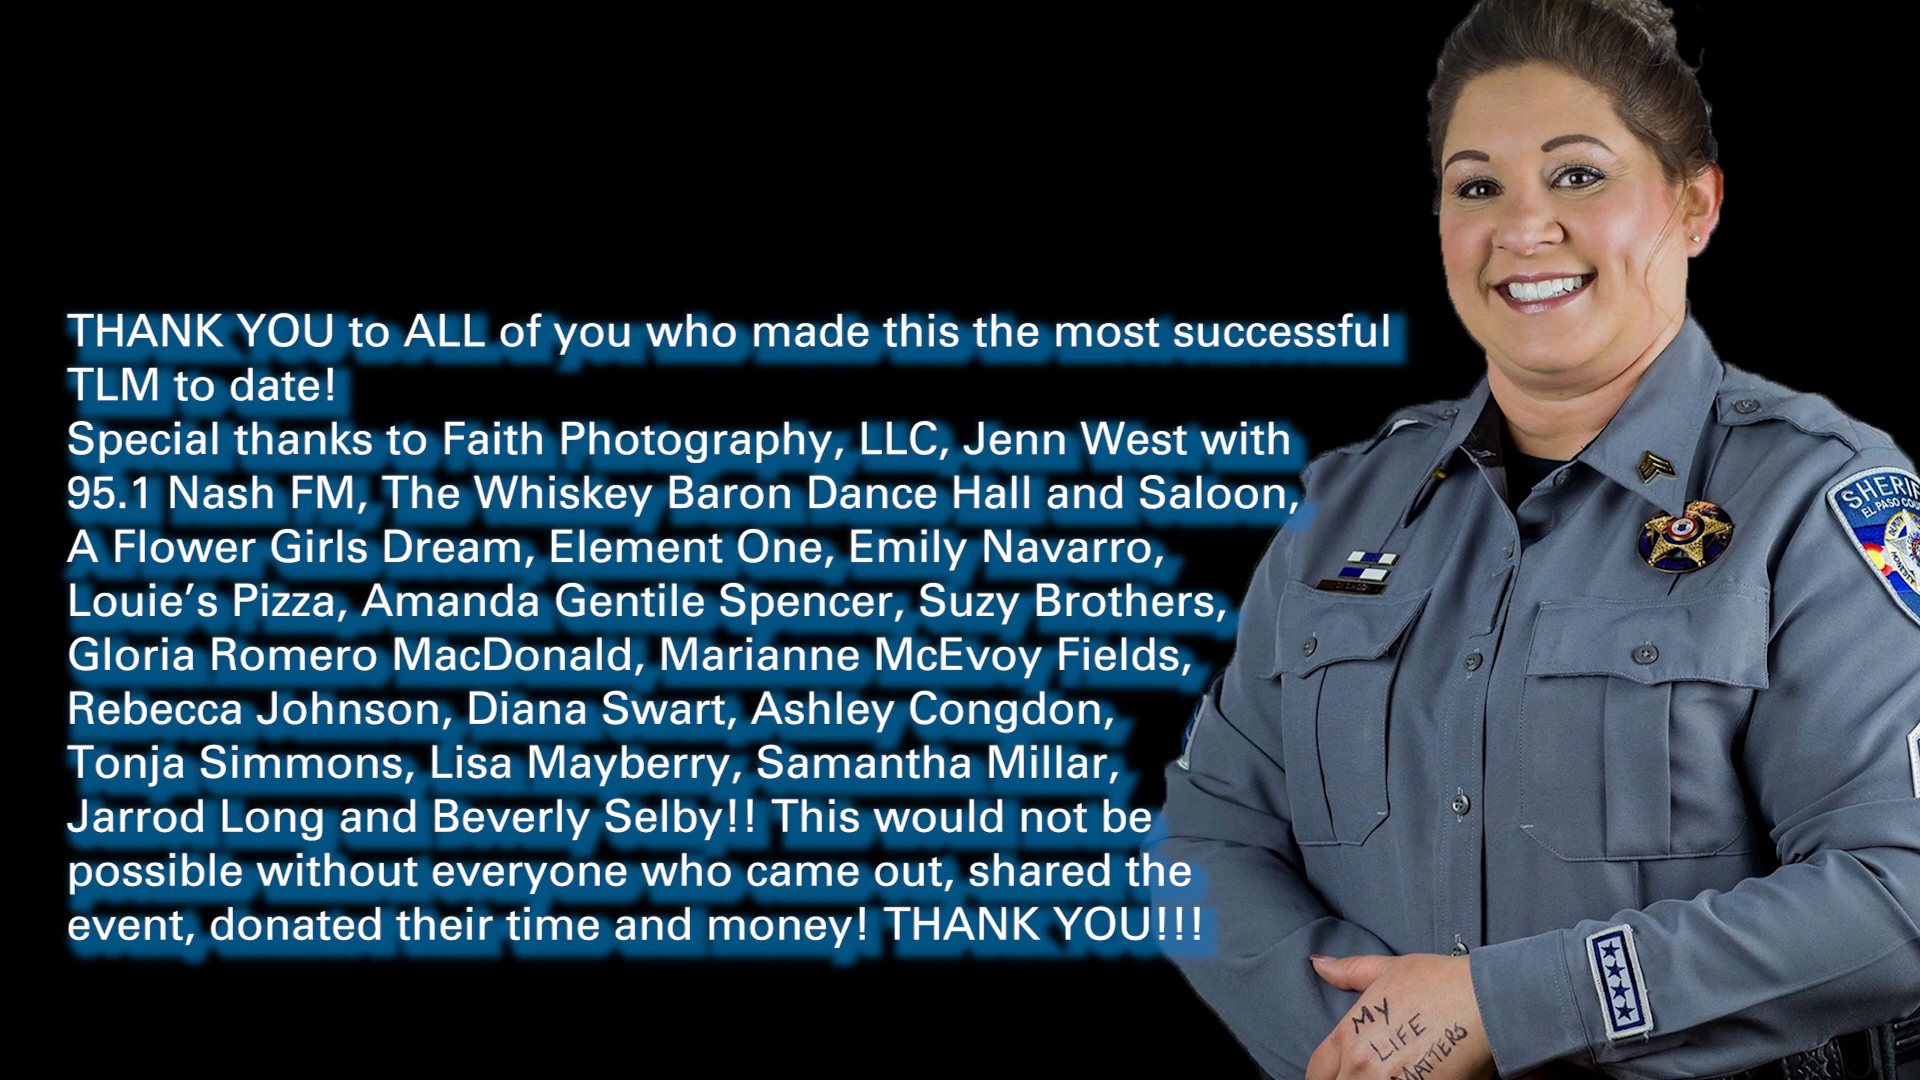 THANK YOU to ALL of you who made this the most successful
TLM to date!
Special thanks to Faith Photography, LLC, Jenn West with
95.1 Nash FM, The Whiskey Baron Dance Hall and Saloon,
A Flower Girls Dream, Element One, Emily Navarro,
Louie’s Pizza, Amanda Gentile Spencer, Suzy Brothers,
Gloria Romero MacDonald, Marianne McEvoy Fields,
Rebecca Johnson, Diana Swart, Ashley Congdon,
Tonja Simmons, Lisa Mayberry, Samantha Millar,
Jarrod Long and Beverly Selby!! This would not be
possible without everyone who came out, shared the
event, donated their time and money! THANK YOU!!!
EL PASO
MY
LIFE
MATTERS